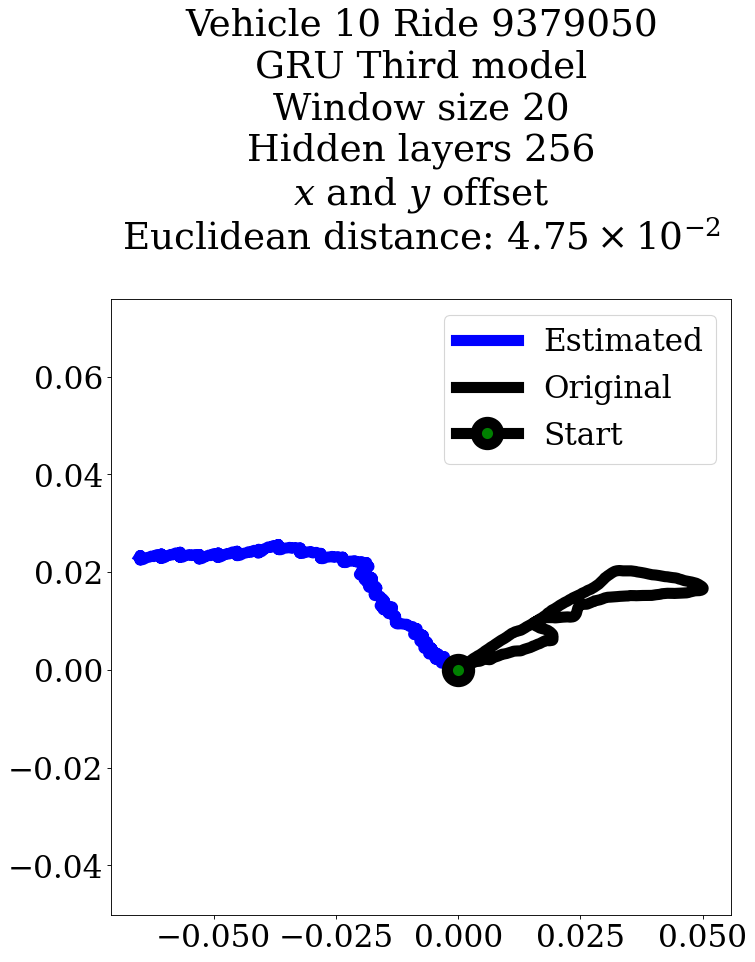 Vehicle 10 Ride 9379050
GRU Third model
Window size 20
Hidden layers 256
x and y offset
Euclidean distance: 4.75 × 10⁻²
Estimated
Original
Start
0.06
0.04
0.02
0.00
−0.02
−0.04
−0.050 −0.025 0.000 0.025 0.050